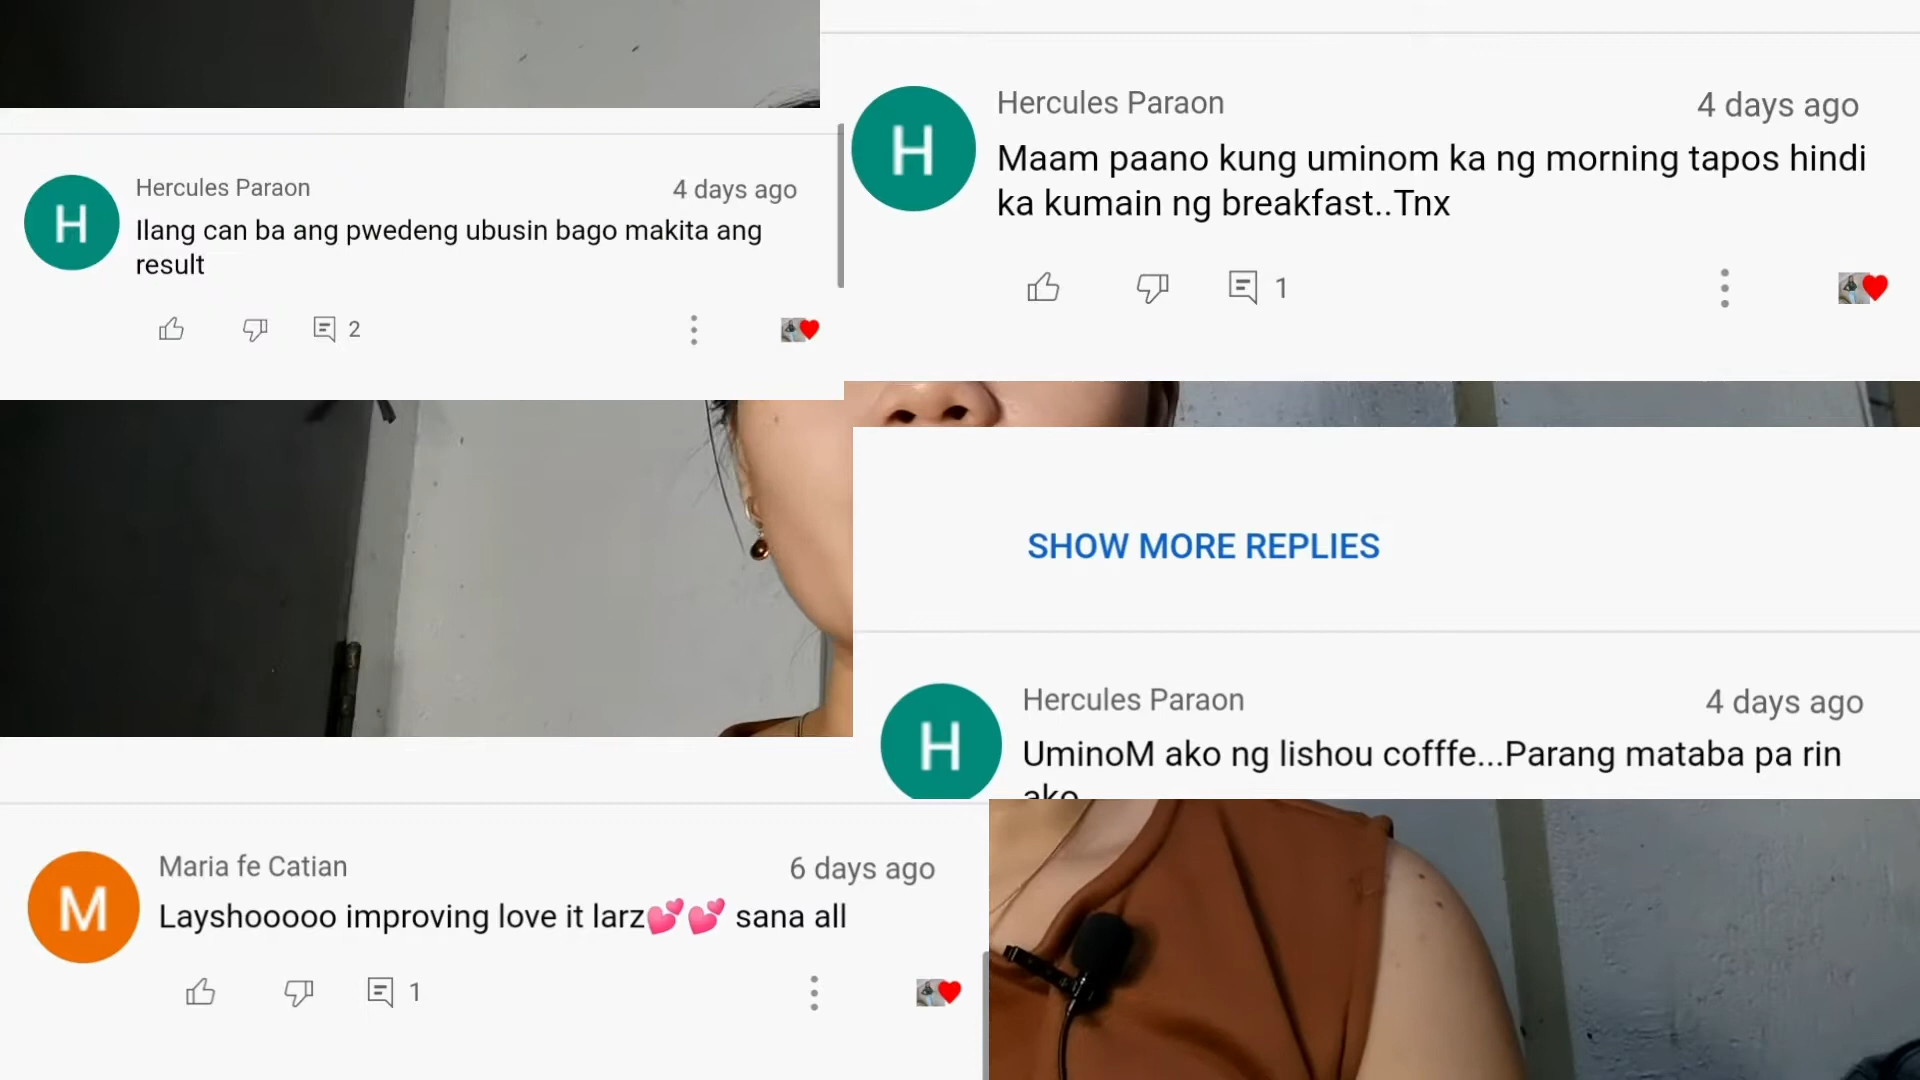 Hercules Paraon
4 days ago
Ilang can ba ang pwedeng ubusin bago makita ang
result
2
H
Hercules Paraon
4 days ago
Maam paano kung uminom ka ng morning tapos hindi
ka kumain ng breakfast..Tnx
1
H
SHOW MORE REPLIES
Hercules Paraon
4 days ago
UminoM ako ng lishou cofffe...Parang mataba pa rin
ako
H
Maria fe Catian
6 days ago
Layshooooo improving love it larz💕💕 sana all
1
M